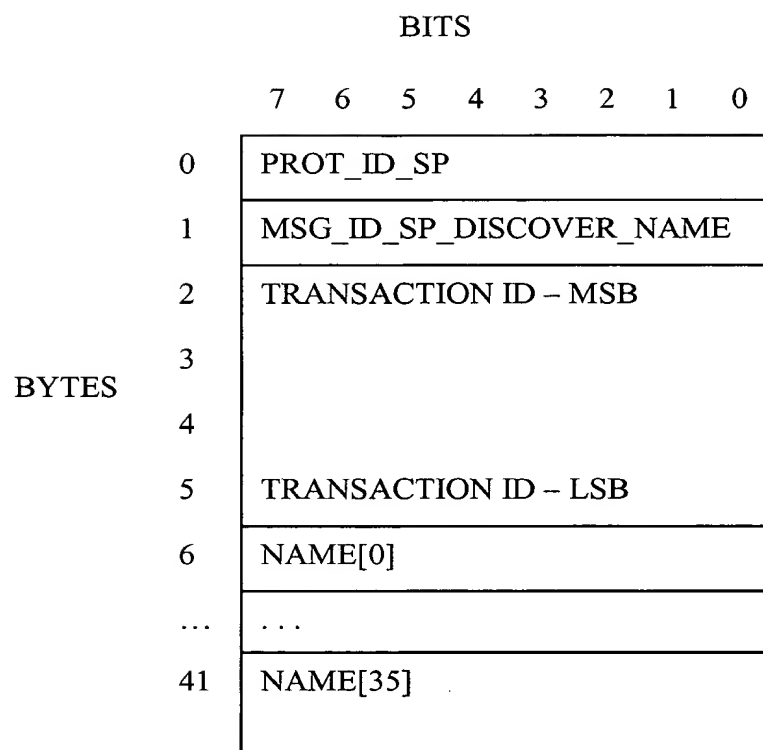 BITS
7 6 5 4 3 2 1 0
0 PROT_ID_SP
1 MSG_ID_SP_DISCOVER_NAME
2 TRANSACTION ID – MSB
3
BYTES
4
5 TRANSACTION ID – LSB
6 NAME[0]
... ...
41 NAME[35]